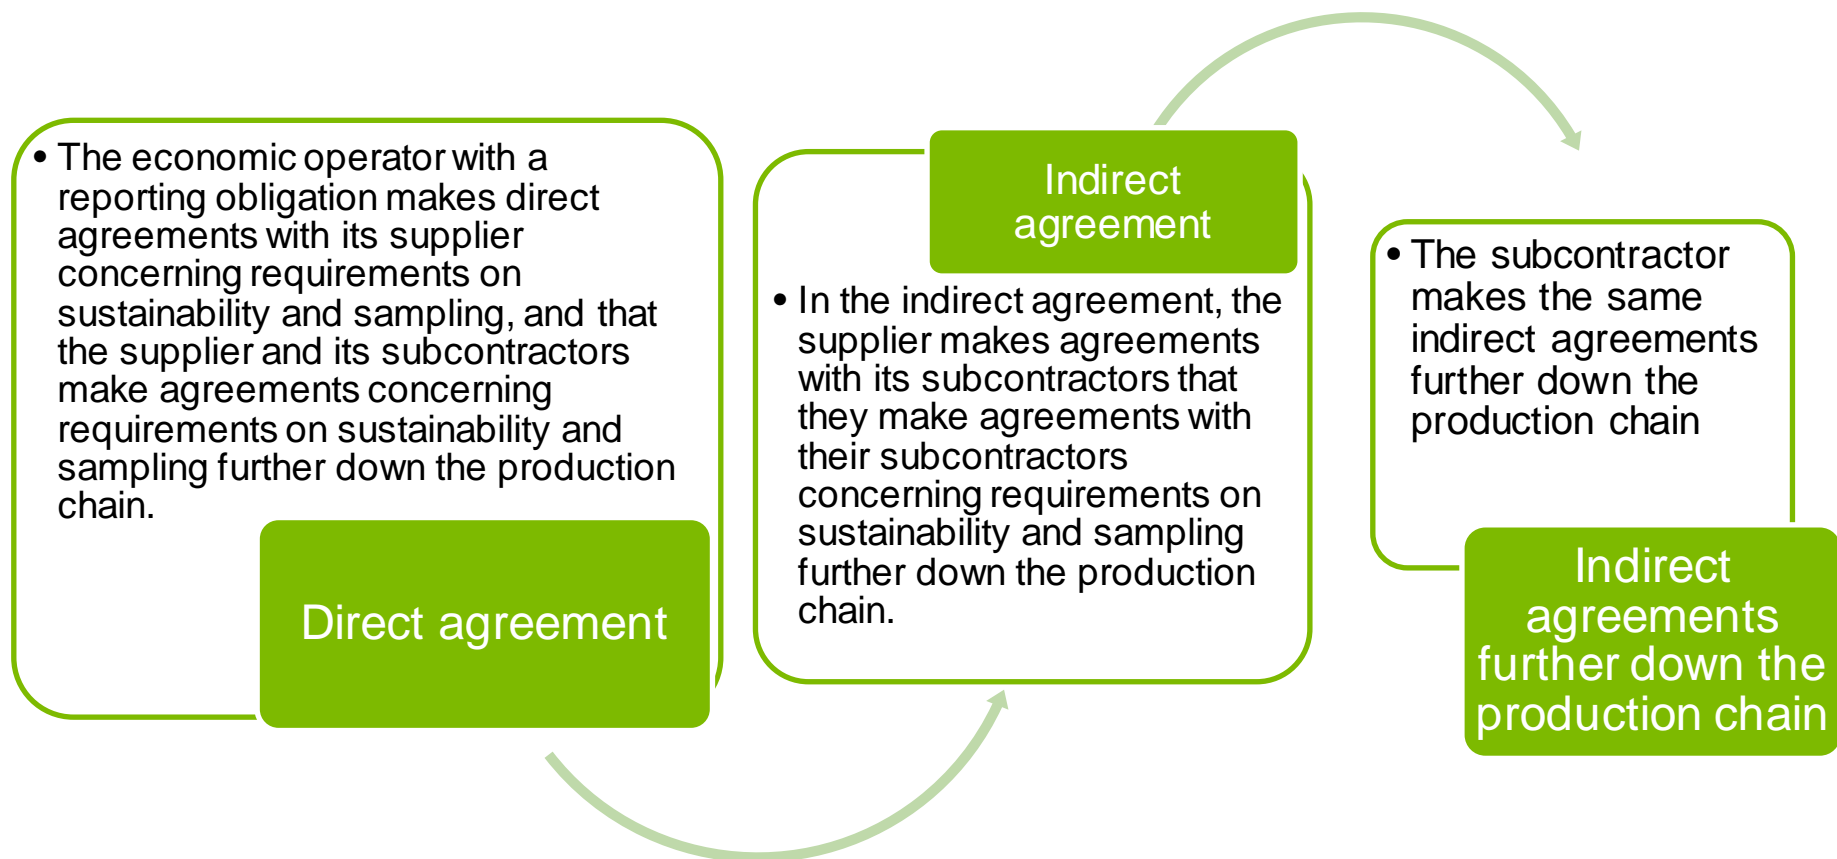 • The economic operator with a
reporting obligation makes direct
agreements with its supplier
concerning requirements on
sustainability and sampling, and that
the supplier and its subcontractors
make agreements concerning
requirements on sustainability and
sampling further down the production
chain.
Direct agreement
Indirect
agreement
• In the indirect agreement, the
supplier makes agreements
with its subcontractors that
they make agreements with
their subcontractors
concerning requirements on
sustainability and sampling
further down the production
chain.
• The subcontractor
makes the same
indirect agreements
further down the
production chain
Indirect
agreements
further down the
production chain